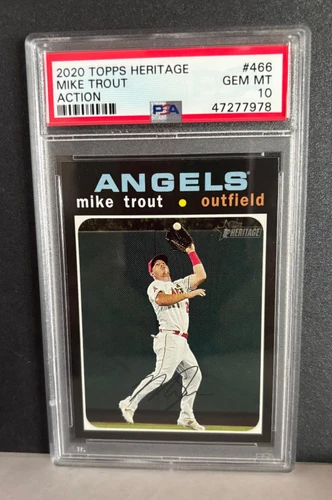 2020 TOPPS HERITAGE #466
MIKE TROUT GEM MT
ACTION 10
PSA 47277978
ANGELS
mike trout • outfield
Topps
HERITAGE